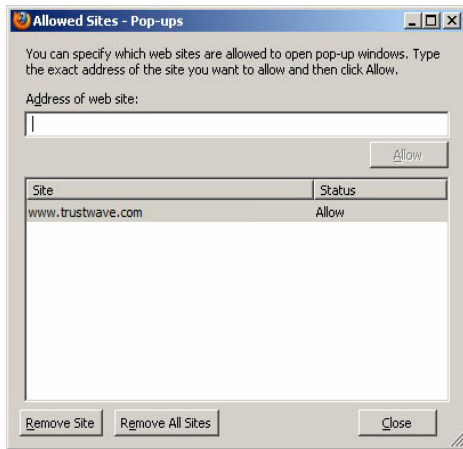 Allowed Sites - Pop-ups
You can specify which web sites are allowed to open pop-up windows. Type
the exact address of the site you want to allow and then click Allow.
Address of web site:
Allow
Site Status
www.trustwave.com Allow
Remove Site Remove All Sites Close